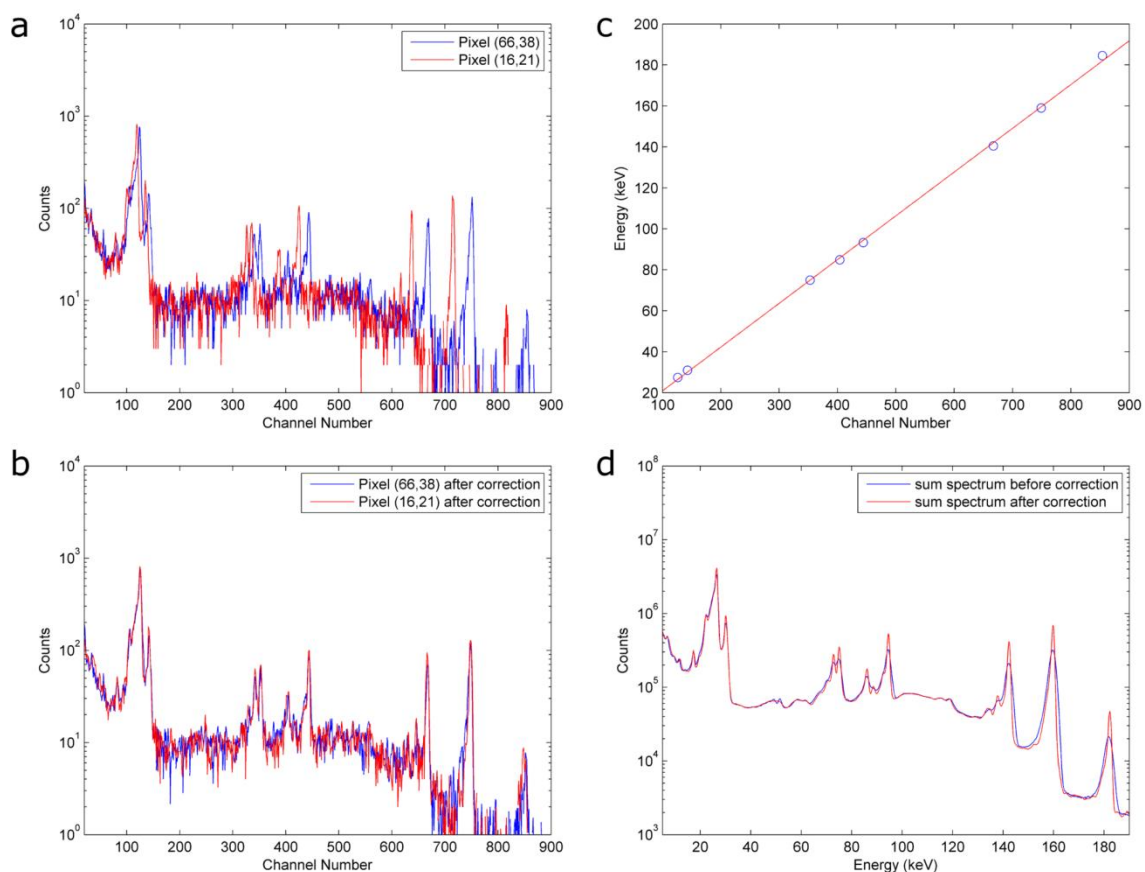 a
10^4
10^3
10^2
10^1
10^0
Counts
Pixel (66,38)
Pixel (16,21)
100 200 300 400 500 600 700 800 900
Channel Number
c
200
180
160
140
120
100
80
60
40
20
Energy (keV)
100 200 300 400 500 600 700 800 900
Channel Number
b
10^4
10^3
10^2
10^1
10^0
Counts
Pixel (66,38) after correction
Pixel (16,21) after correction
100 200 300 400 500 600 700 800 900
Channel Number
d
10^8
10^7
10^6
10^5
10^4
10^3
Counts
sum spectrum before correction
sum spectrum after correction
20 40 60 80 100 120 140 160 180
Energy (keV)